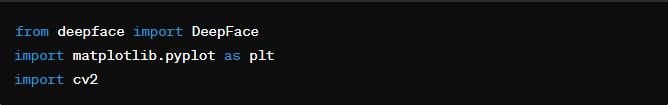 from deepface import DeepFace
import matplotlib.pyplot as plt
import cv2